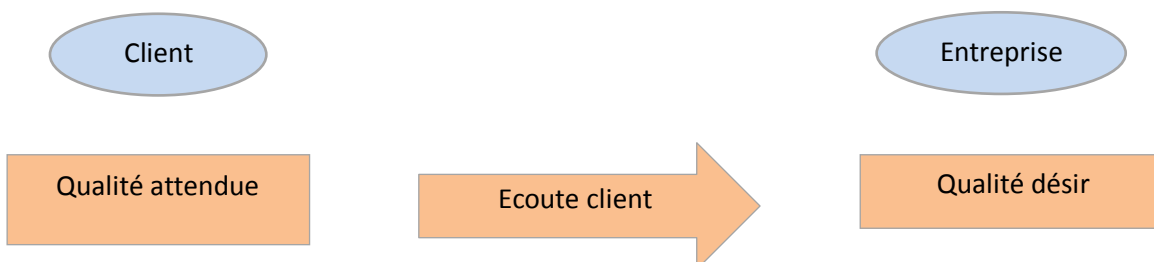 Client
Entreprise
Qualité attendue
Ecoute client
Qualité désir